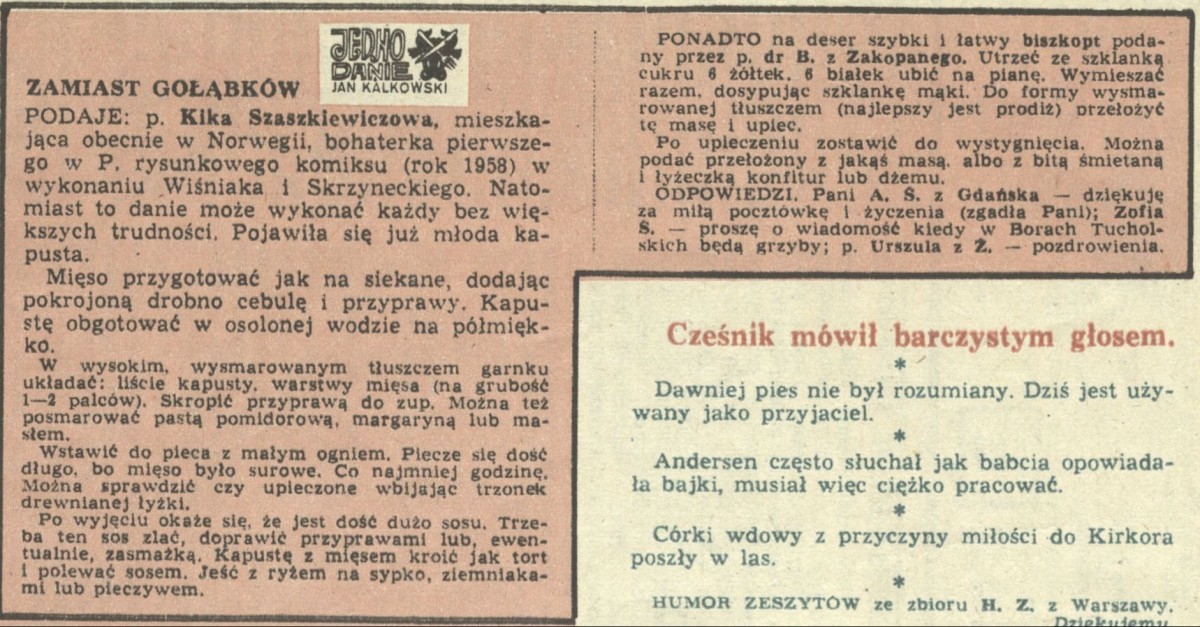 JEDNO
DANIE
JAN KALKOWSKI
ZAMIAST GOŁĄBKÓW
PODAJE: p. Kika Szaszkiewiczowa, mieszka-
jąca obecnie w Norwegii, bohaterka pierwsze-
go w P. rysunkowego komiksu (rok 1958) w
wykonaniu Wiśniaka i Skrzyneckiego. Nato-
miast to danie może wykonać każdy bez wię-
kszych trudności. Pojawiła się już młoda ka-
pusta.
Mięso przygotować jak na siekane, dodając
pokrojoną drobno cebulę i przyprawy. Kapu-
stę obgotować w osolonej wodzie na półmięk-
ko.
W wysokim, wysmarowanym tłuszczem garnku
układać: liście kapusty, warstwy mięsa (na grubość
1—2 palców). Skropić przyprawą do zup. Można też
posmarować pastą pomidorową, margaryną lub ma-
słem.
Wstawić do pieca z małym ogniem. Piecze się dość
długo, bo mięso było surowe. Co najmniej godzinę.
Można sprawdzić czy upieczone wbijając trzonek
drewnianej łyżki.
Po wyjęciu okaże się, że jest dość dużo sosu. Trze-
ba ten sos zlać, doprawić przyprawami lub, ewen-
tualnie, zasmażką. Kapustę z mięsem kroić jak tort
i polewać sosem. Jeść z ryżem na sypko, ziemniaka-
mi lub pieczywem.
PONADTO na deser szybki i łatwy biszkopt poda-
ny przez p. dr B. z Zakopanego. Utrzeć ze szklanką
cukru 6 żółtek. 6 białek ubić na pianę. Wymieszać
razem, dosypując szklankę mąki. Do formy wysma-
rowanej tłuszczem (najlepszy jest prodiż) przełożyć
tę masę i upiec.
Po upieczeniu zostawić do wystygnięcia. Można
podać przełożony z jakąś masą, albo z bitą śmietaną
i łyżeczką konfitur lub dżemu.
ODPOWIEDZI. Pani A. Ś. z Gdańska — dziękuję
za miłą pocztówkę i życzenia (zgadła Pani); Zofia
S. — proszę o wiadomość kiedy w Borach Tuchol-
skich będą grzyby; p. Urszula z Ż. — pozdrowienia.
Cześnik mówił barczystym głosem.
*
Dawniej pies nie był rozumiany. Dziś jest uży-
wany jako przyjaciel.
*
Andersen często słuchał jak babcia opowiada-
ła bajki, musiał więc ciężko pracować.
*
Córki wdowy z przyczyny miłości do Kirkora
poszły w las.
*
HUMOR ZESZYTÓW ze zbioru H. Z. z Warszawy.
Dziękujemy.